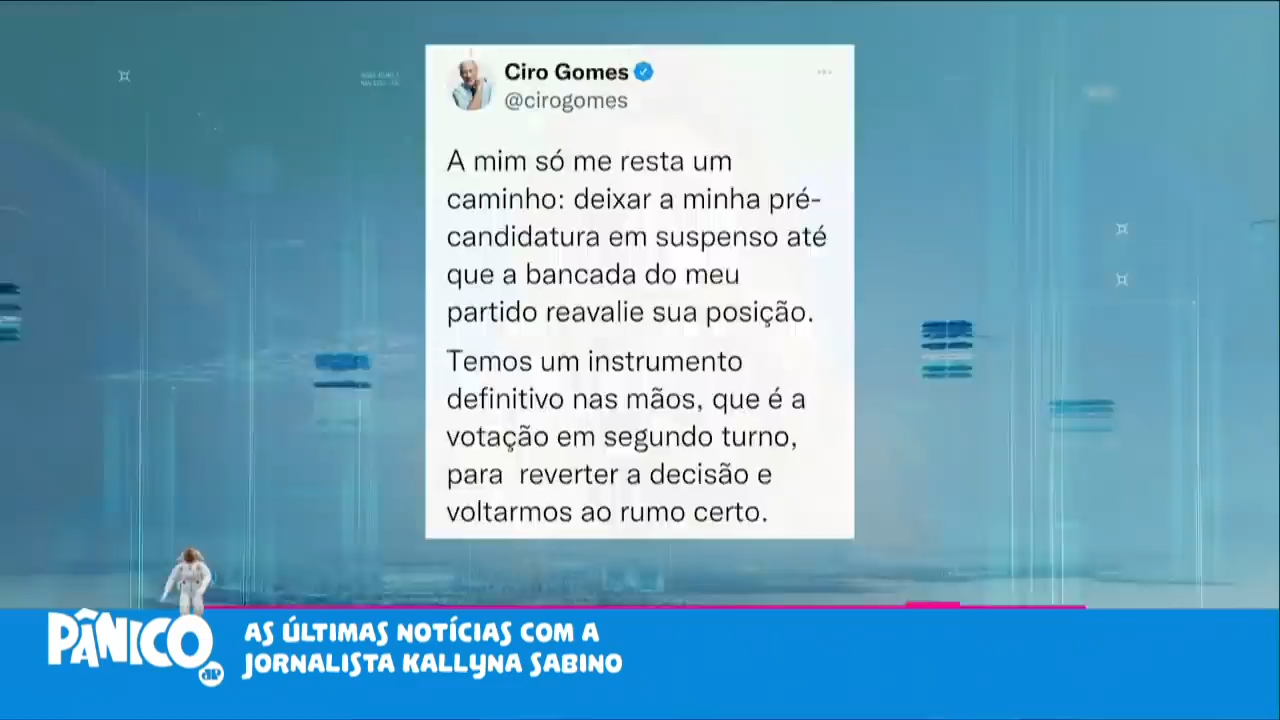 Ciro Gomes
@cirogomes
A mim só me resta um
caminho: deixar a minha pré-
candidatura em suspenso até
que a bancada do meu
partido reavalie sua posição.
Temos um instrumento
definitivo nas mãos, que é a
votação em segundo turno,
para reverter a decisão e
voltarmos ao rumo certo.
PÂNICO
JP
AS ÚLTIMAS NOTÍCIAS COM A
JORNALISTA KALLYNA SABINO